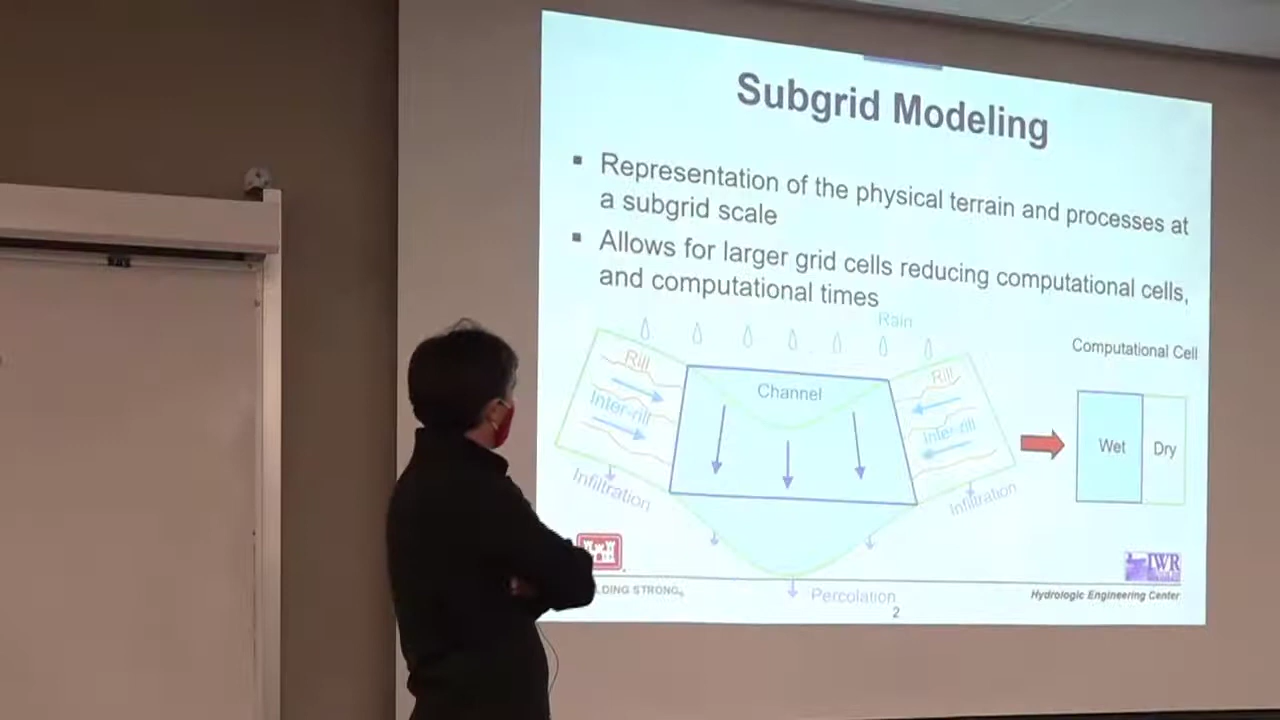 Subgrid Modeling
▪ Representation of the physical terrain and processes at
a subgrid scale
▪ Allows for larger grid cells reducing computational cells,
and computational times
Rain
Computational Cell
Rill
Channel
Rill
Inter-rill
Inter-rill
Wet
Dry
Infiltration
Infiltration
IWR
LDING STRONG®
Percolation
Hydrologic Engineering Center
2